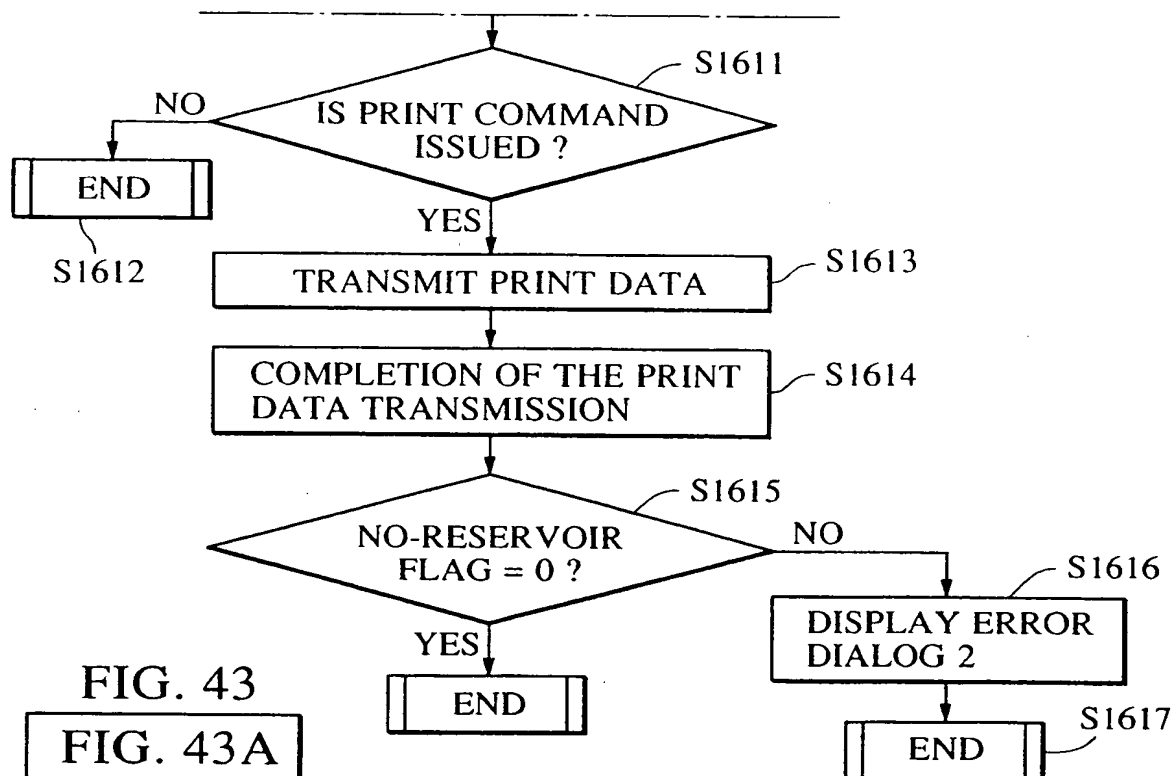 S1611
IS PRINT COMMAND
ISSUED ?
NO
END
S1612
YES
TRANSMIT PRINT DATA
S1613
COMPLETION OF THE PRINT
DATA TRANSMISSION
S1614
S1615
NO-RESERVOIR
FLAG = 0 ?
NO
S1616
DISPLAY ERROR
DIALOG 2
YES
END
S1617
END
FIG. 43
FIG. 43A